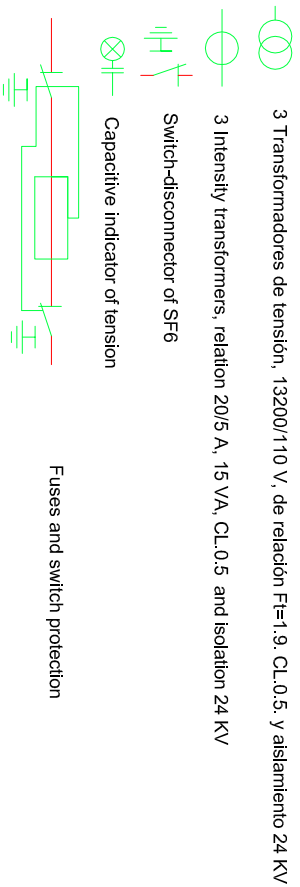 3 Transformadores de tensión, 13200/110 V, de relación Ft=1.9. CL.0.5. y aislamiento 24 KV
3 Intensity transformers, relation 20/5 A, 15 VA, CL.0.5 and isolation 24 KV
Switch-disconnector of SF6
Capacitive indicator of tension
Fuses and switch protection